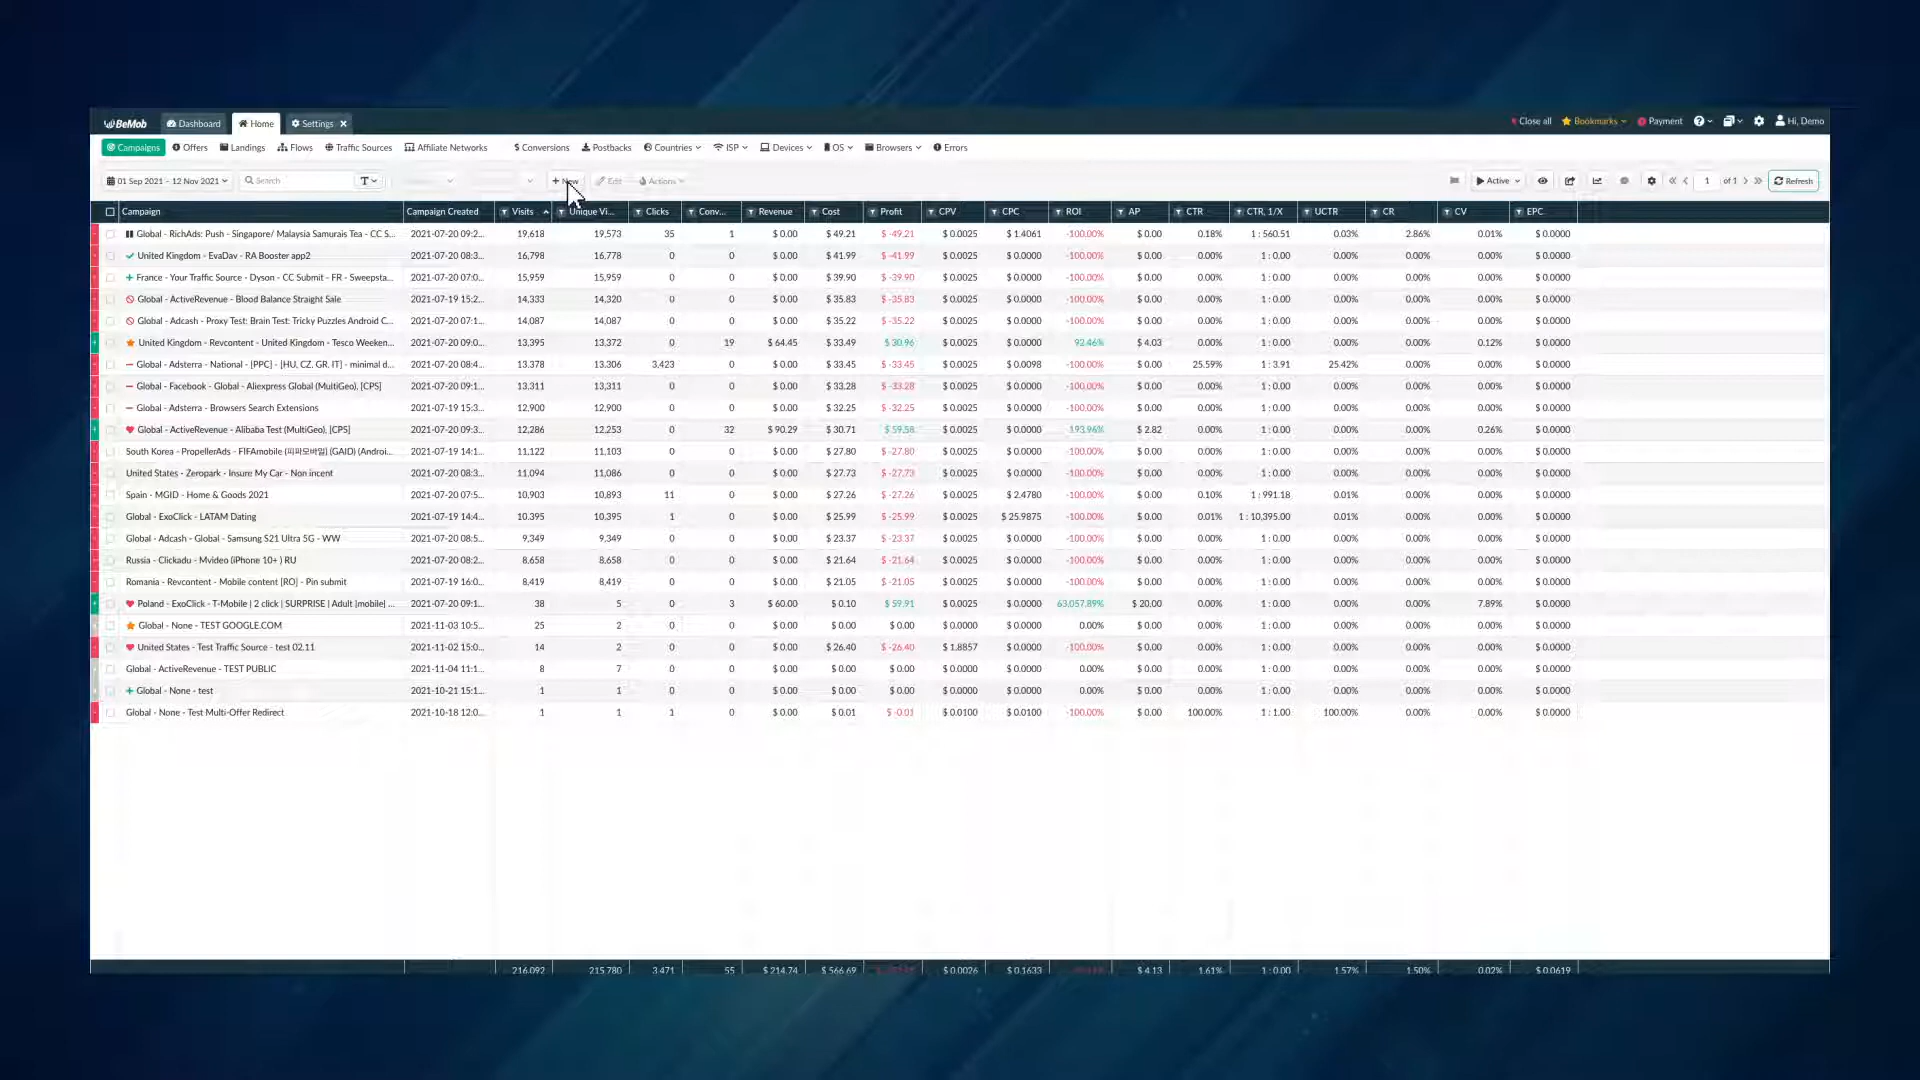 BeMob Dashboard Home Settings Close all Bookmarks Payment Hi, Demo
Campaigns Offers Landings Flows Traffic Sources Affiliate Networks Conversions Postbacks Countries ISP Devices OS Browsers Errors
01 Sep 2021 - 12 Nov 2021 Search T + New Edit Actions Active 1 of 1 Refresh
Campaign Campaign Created Visits Unique Vi... Clicks Conv... Revenue Cost Profit CPV CPC ROI AP CTR CTR, 1/X UCTR CR CV EPC
Global - RichAds: Push - Singapore/ Malaysia Samurais Tea - CC S... 2021-07-20 09:2... 19,618 19,573 35 1 $ 0.00 $ 49.21 $ -49.21 $ 0.0025 $ 1.4061 -100.00% $ 0.00 0.18% 1 : 560.51 0.03% 2.86% 0.01% $ 0.0000
United Kingdom - EvaDav - RA Booster app2 2021-07-20 08:3... 16,798 16,778 0 0 $ 0.00 $ 41.99 $ -41.99 $ 0.0025 $ 0.0000 -100.00% $ 0.00 0.00% 1 : 0.00 0.00% 0.00% 0.00% $ 0.0000
France - Your Traffic Source - Dyson - CC Submit - FR - Sweepsta... 2021-07-20 07:0... 15,959 15,959 0 0 $ 0.00 $ 39.90 $ -39.90 $ 0.0025 $ 0.0000 -100.00% $ 0.00 0.00% 1 : 0.00 0.00% 0.00% 0.00% $ 0.0000
Global - ActiveRevenue - Blood Balance Straight Sale 2021-07-19 15:2... 14,333 14,320 0 0 $ 0.00 $ 35.83 $ -35.83 $ 0.0025 $ 0.0000 -100.00% $ 0.00 0.00% 1 : 0.00 0.00% 0.00% 0.00% $ 0.0000
Global - Adcash - Proxy Test: Brain Test: Tricky Puzzles Android C... 2021-07-20 07:1... 14,087 14,087 0 0 $ 0.00 $ 35.22 $ -35.22 $ 0.0025 $ 0.0000 -100.00% $ 0.00 0.00% 1 : 0.00 0.00% 0.00% 0.00% $ 0.0000
United Kingdom - Revcontent - United Kingdom - Tesco Weeken... 2021-07-20 09:0... 13,395 13,372 0 19 $ 64.45 $ 33.49 $ 30.96 $ 0.0025 $ 0.0000 92.46% $ 4.03 0.00% 1 : 0.00 0.00% 0.00% 0.12% $ 0.0000
Global - Adsterra - National - [PPC] - [HU, CZ, GR, IT] - minimal d... 2021-07-20 08:4... 13,378 13,306 3,423 0 $ 0.00 $ 33.45 $ -33.45 $ 0.0025 $ 0.0098 -100.00% $ 0.00 25.59% 1 : 3.91 25.42% 0.00% 0.00% $ 0.0000
Global - Facebook - Global - Aliexpress Global (MultiGeo), [CPS] 2021-07-20 09:1... 13,311 13,311 0 0 $ 0.00 $ 33.28 $ -33.28 $ 0.0025 $ 0.0000 -100.00% $ 0.00 0.00% 1 : 0.00 0.00% 0.00% 0.00% $ 0.0000
Global - Adsterra - Browsers Search Extensions 2021-07-19 15:3... 12,900 12,900 0 0 $ 0.00 $ 32.25 $ -32.25 $ 0.0025 $ 0.0000 -100.00% $ 0.00 0.00% 1 : 0.00 0.00% 0.00% 0.00% $ 0.0000
Global - ActiveRevenue - Alibaba Test (MultiGeo), [CPS] 2021-07-20 09:3... 12,286 12,253 0 32 $ 90.29 $ 30.71 $ 59.58 $ 0.0025 $ 0.0000 193.96% $ 2.82 0.00% 1 : 0.00 0.00% 0.00% 0.26% $ 0.0000
South Korea - PropellerAds - FIFAmobile (피파모바일) (GAID) (Androi... 2021-07-19 14:1... 11,122 11,103 0 0 $ 0.00 $ 27.80 $ -27.80 $ 0.0025 $ 0.0000 -100.00% $ 0.00 0.00% 1 : 0.00 0.00% 0.00% 0.00% $ 0.0000
United States - Zeropark - Insure My Car - Non incent 2021-07-20 08:3... 11,094 11,086 0 0 $ 0.00 $ 27.73 $ -27.73 $ 0.0025 $ 0.0000 -100.00% $ 0.00 0.00% 1 : 0.00 0.00% 0.00% 0.00% $ 0.0000
Spain - MGID - Home & Goods 2021 2021-07-20 07:5... 10,903 10,893 11 0 $ 0.00 $ 27.26 $ -27.26 $ 0.0025 $ 2.4780 -100.00% $ 0.00 0.10% 1 : 991.18 0.01% 0.00% 0.00% $ 0.0000
Global - ExoClick - LATAM Dating 2021-07-19 14:4... 10,395 10,395 1 0 $ 0.00 $ 25.99 $ -25.99 $ 0.0025 $ 25.9875 -100.00% $ 0.00 0.01% 1 : 10,395.00 0.01% 0.00% 0.00% $ 0.0000
Global - Adcash - Global - Samsung S21 Ultra 5G - WW 2021-07-20 08:5... 9,349 9,349 0 0 $ 0.00 $ 23.37 $ -23.37 $ 0.0025 $ 0.0000 -100.00% $ 0.00 0.00% 1 : 0.00 0.00% 0.00% 0.00% $ 0.0000
Russia - Clickadu - Mvideo (iPhone 10+ ) RU 2021-07-20 08:2... 8,658 8,658 0 0 $ 0.00 $ 21.64 $ -21.64 $ 0.0025 $ 0.0000 -100.00% $ 0.00 0.00% 1 : 0.00 0.00% 0.00% 0.00% $ 0.0000
Romania - Revcontent - Mobile content [RO] - Pin submit 2021-07-19 16:0... 8,419 8,419 0 0 $ 0.00 $ 21.05 $ -21.05 $ 0.0025 $ 0.0000 -100.00% $ 0.00 0.00% 1 : 0.00 0.00% 0.00% 0.00% $ 0.0000
Poland - ExoClick - T-Mobile | 2 click | SURPRISE | Adult |mobile| ... 2021-07-20 09:1... 38 5 0 3 $ 60.00 $ 0.10 $ 59.91 $ 0.0025 $ 0.0000 63,057.89% $ 20.00 0.00% 1 : 0.00 0.00% 0.00% 7.89% $ 0.0000
Global - None - TEST GOOGLE.COM 2021-11-03 10:5... 25 2 0 0 $ 0.00 $ 0.00 $ 0.00 $ 0.0000 $ 0.0000 0.00% $ 0.00 0.00% 1 : 0.00 0.00% 0.00% 0.00% $ 0.0000
United States - Test Traffic Source - test 02.11 2021-11-02 15:0... 14 2 0 0 $ 0.00 $ 26.40 $ -26.40 $ 1.8857 $ 0.0000 -100.00% $ 0.00 0.00% 1 : 0.00 0.00% 0.00% 0.00% $ 0.0000
Global - ActiveRevenue - TEST PUBLIC 2021-11-04 11:1... 8 7 0 0 $ 0.00 $ 0.00 $ 0.00 $ 0.0000 $ 0.0000 0.00% $ 0.00 0.00% 1 : 0.00 0.00% 0.00% 0.00% $ 0.0000
Global - None - test 2021-10-21 15:1... 1 1 0 0 $ 0.00 $ 0.00 $ 0.00 $ 0.0000 $ 0.0000 0.00% $ 0.00 0.00% 1 : 0.00 0.00% 0.00% 0.00% $ 0.0000
Global - None - Test Multi-Offer Redirect 2021-10-18 12:0... 1 1 1 0 $ 0.00 $ 0.01 $ -0.01 $ 0.0100 $ 0.0100 -100.00% $ 0.00 100.00% 1 : 1.00 100.00% 0.00% 0.00% $ 0.0000
216,092 215,780 3,471 55 $ 214.74 $ 566.69 $ 0.0026 $ 0.1633 $ 4.13 1.61% 1 : 0.00 1.57% 1.50% 0.02% $ 0.0619